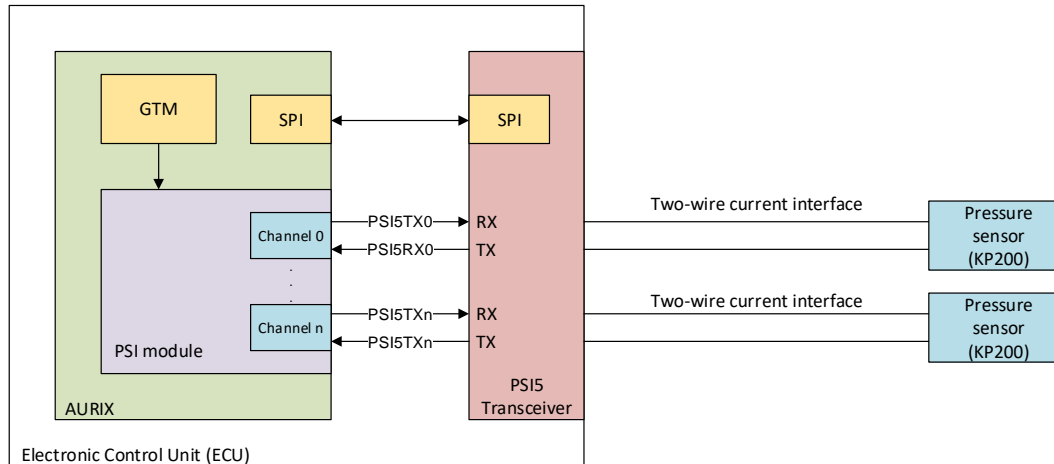 GTM
SPI
SPI
Channel 0
PSI5TX0
RX
PSI5RX0
TX
.
.
.
Channel n
PSI5TXn
RX
PSI5TXn
TX
PSI module
AURIX
PSI5
Transceiver
Electronic Control Unit (ECU)
Two-wire current interface
Pressure
sensor
(KP200)
Two-wire current interface
Pressure
sensor
(KP200)